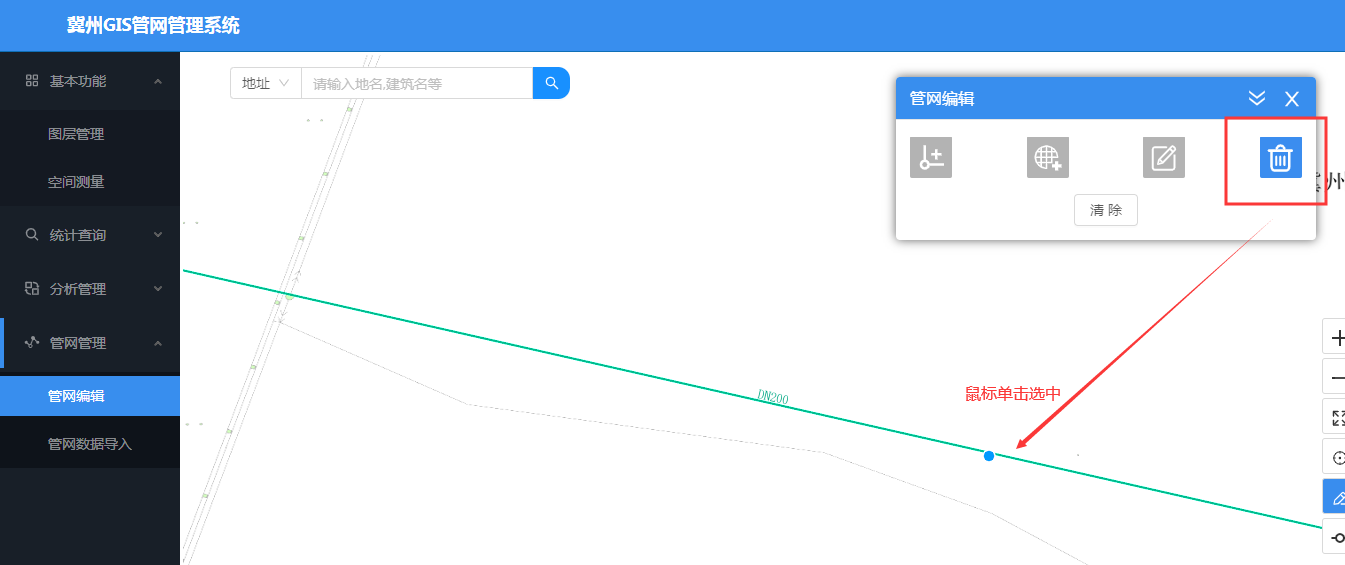 冀州GIS管网管理系统
基本功能
图层管理
空间测量
统计查询
分析管理
管网管理
管网编辑
管网数据导入
地址
请输入地名,建筑名等
管网编辑
清 除
州
鼠标单击选中
DN200